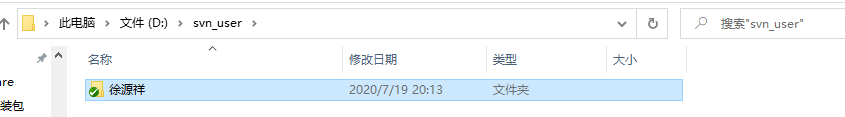 此电脑 > 文件 (D:) > svn_user >
搜索"svn_user"
名称 修改日期 类型 大小
are
徐源祥 2020/7/19 20:13 文件夹
装包